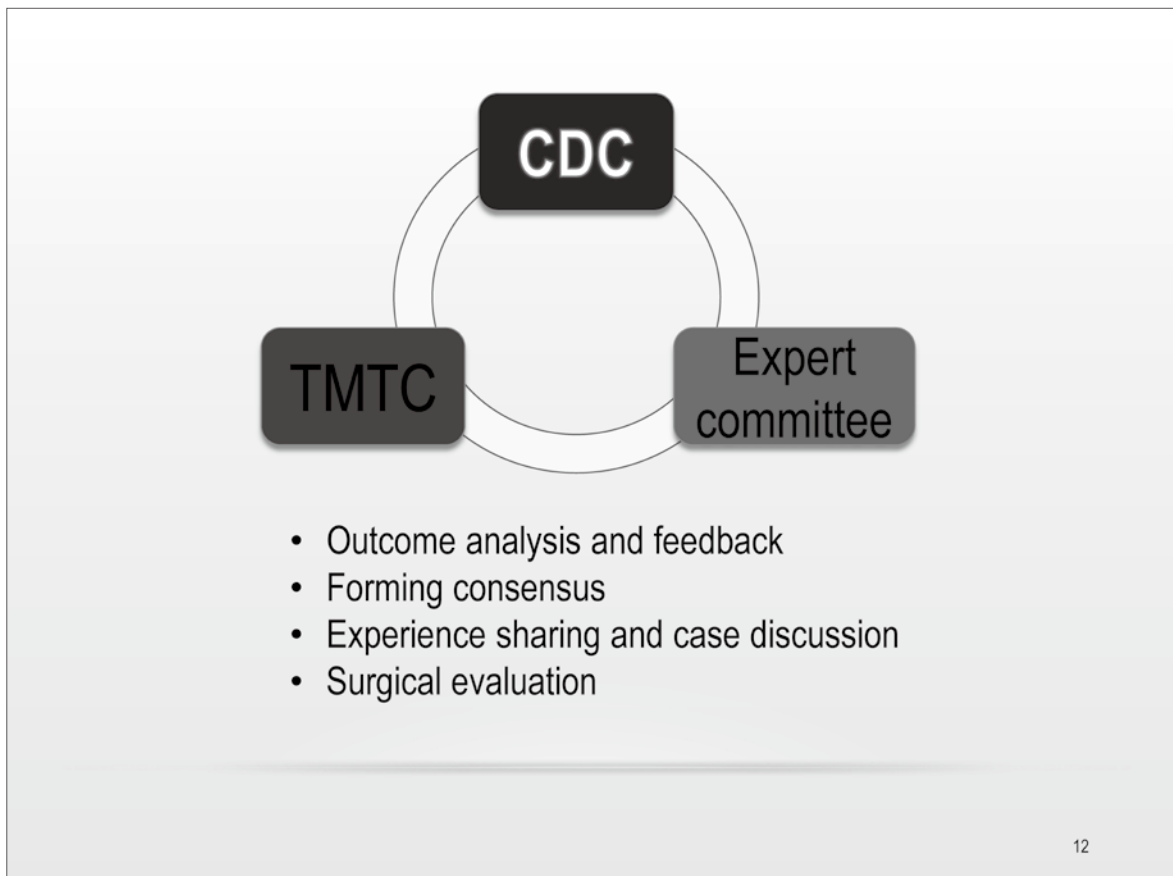 CDC
TMTC
Expert
committee
• Outcome analysis and feedback
• Forming consensus
• Experience sharing and case discussion
• Surgical evaluation
12